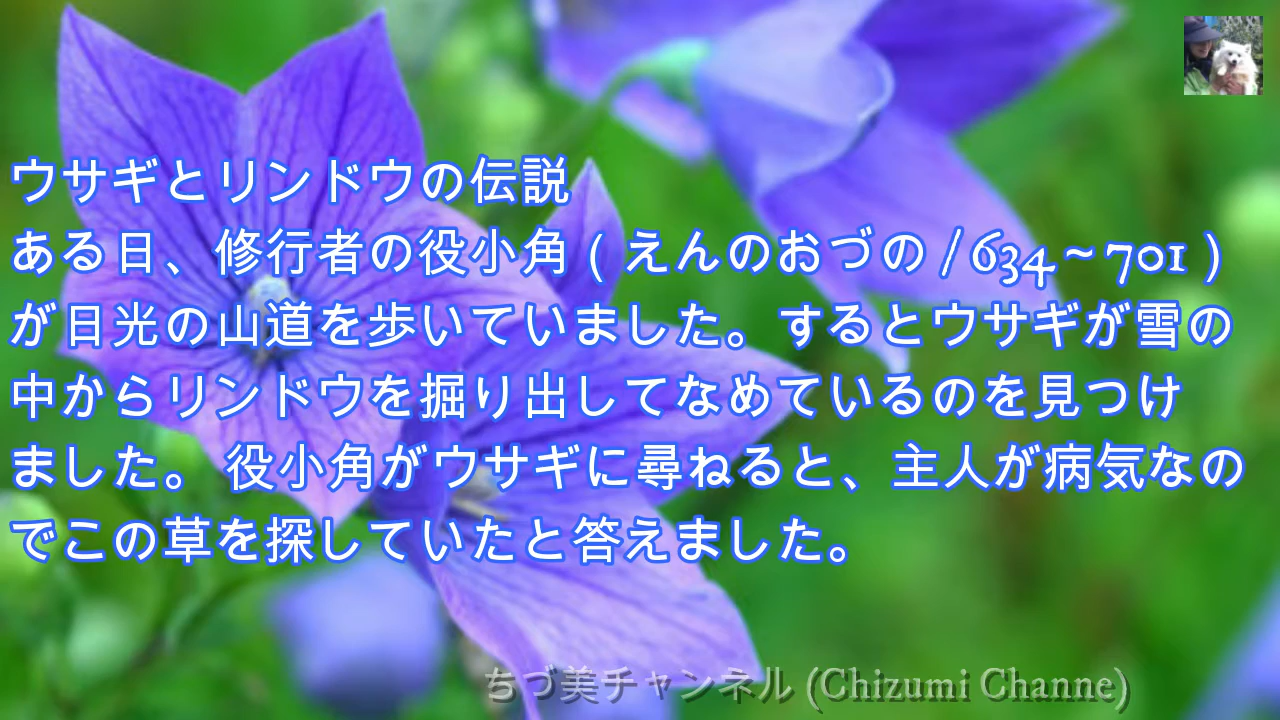 ウサギとリンドウの伝説
ある日、修行者の役小角(えんのおづの/634~701)
が日光の山道を歩いていました。するとウサギが雪の
中からリンドウを掘り出してなめているのを見つけ
ました。 役小角がウサギに尋ねると、主人が病気なの
でこの草を探していたと答えました。
ちづ美チャンネル (Chizumi Channe)